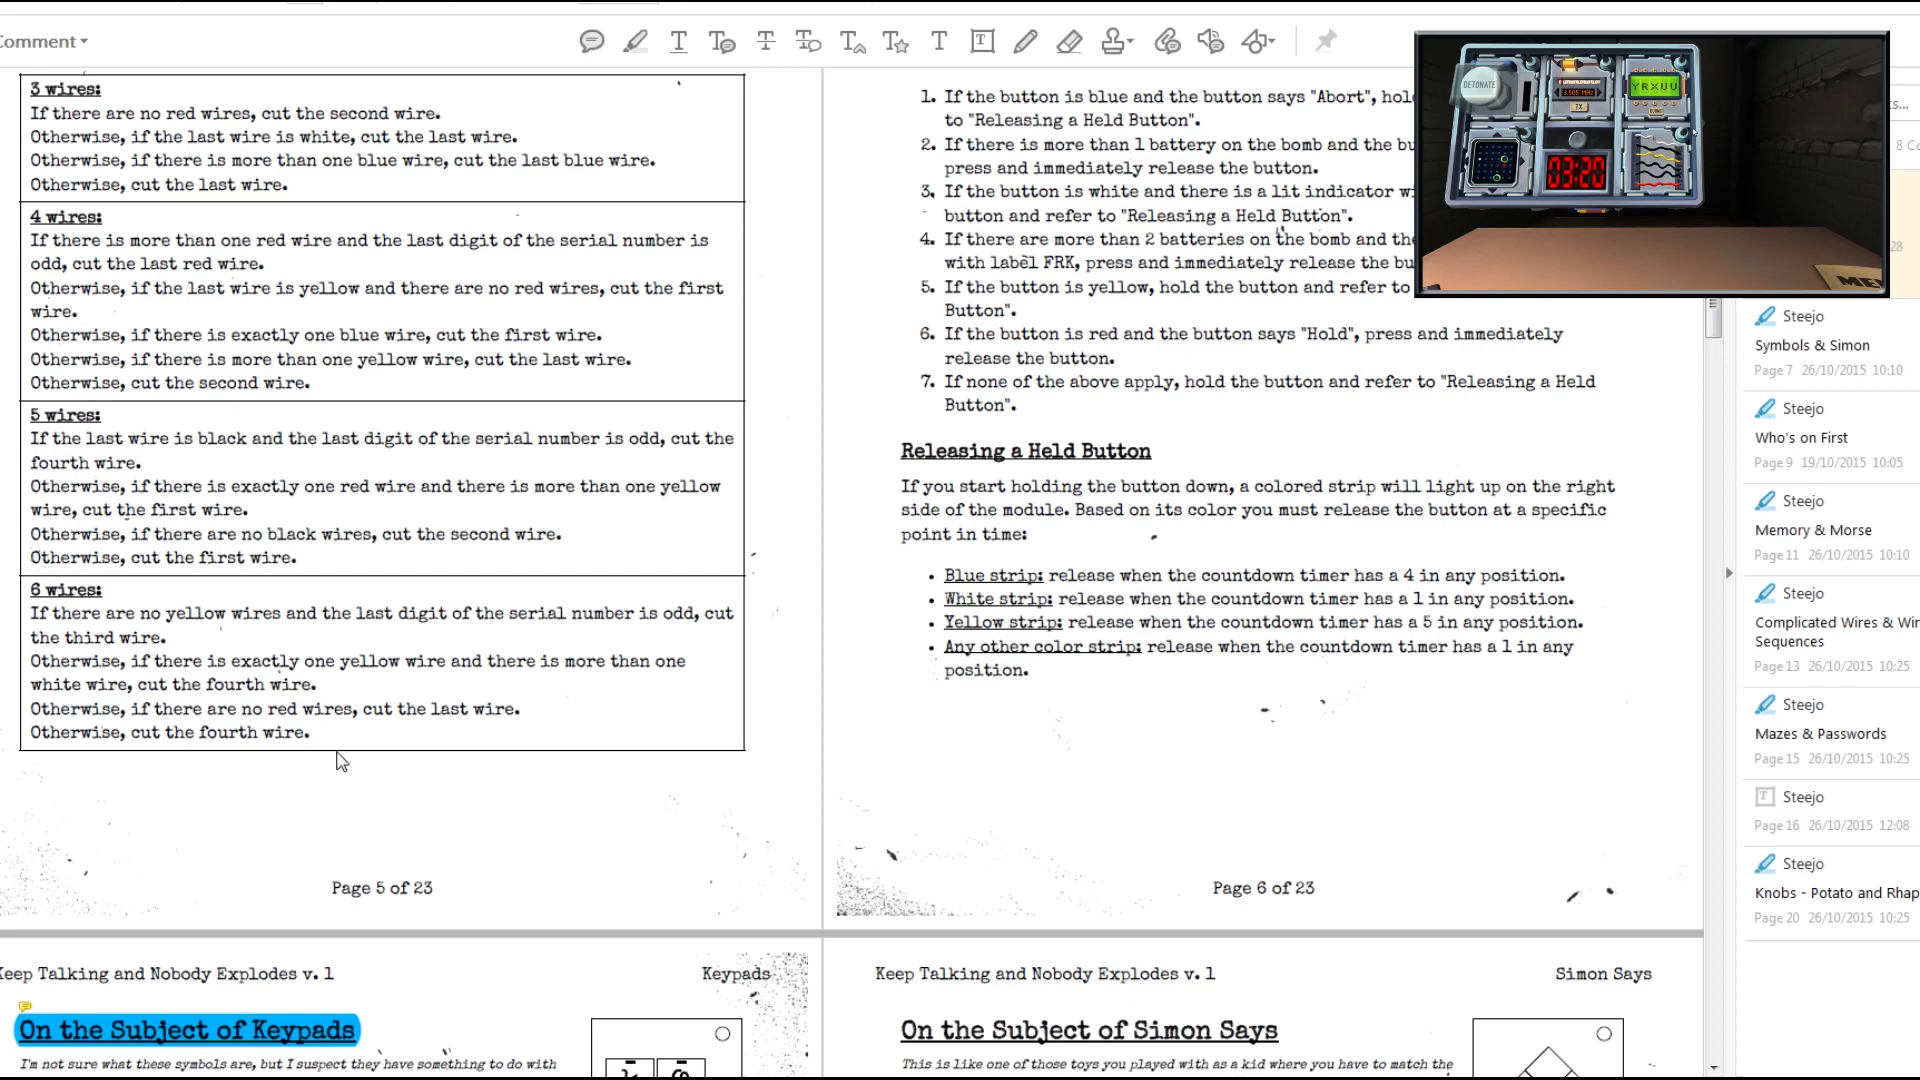 Comment
3 wires:
If there are no red wires, cut the second wire.
Otherwise, if the last wire is white, cut the last wire.
Otherwise, if there is more than one blue wire, cut the last blue wire.
Otherwise, cut the last wire.
4 wires:
If there is more than one red wire and the last digit of the serial number is
odd, cut the last red wire.
Otherwise, if the last wire is yellow and there are no red wires, cut the first
wire.
Otherwise, if there is exactly one blue wire, cut the first wire.
Otherwise, if there is more than one yellow wire, cut the last wire.
Otherwise, cut the second wire.
5 wires:
If the last wire is black and the last digit of the serial number is odd, cut the
fourth wire.
Otherwise, if there is exactly one red wire and there is more than one yellow
wire, cut the first wire.
Otherwise, if there are no black wires, cut the second wire.
Otherwise, cut the first wire.
6 wires:
If there are no yellow wires and the last digit of the serial number is odd, cut
the third wire.
Otherwise, if there is exactly one yellow wire and there is more than one
white wire, cut the fourth wire.
Otherwise, if there are no red wires, cut the last wire.
Otherwise, cut the fourth wire.
Page 5 of 23
1. If the button is blue and the button says "Abort", hol
to "Releasing a Held Button".
2. If there is more than 1 battery on the bomb and the bu
press and immediately release the button.
3. If the button is white and there is a lit indicator wi
button and refer to "Releasing a Held Button".
4. If there are more than 2 batteries on the bomb and the
with label FRK, press and immediately release the bu
5. If the button is yellow, hold the button and refer to
Button".
6. If the button is red and the button says "Hold", press and immediately
release the button.
7. If none of the above apply, hold the button and refer to "Releasing a Held
Button".
Releasing a Held Button
If you start holding the button down, a colored strip will light up on the right
side of the module. Based on its color you must release the button at a specific
point in time:
• Blue strip: release when the countdown timer has a 4 in any position.
• White strip: release when the countdown timer has a 1 in any position.
• Yellow strip: release when the countdown timer has a 5 in any position.
• Any other color strip: release when the countdown timer has a 1 in any
position.
Page 6 of 23
Keep Talking and Nobody Explodes v. 1
Keypads
On the Subject of Keypads
I'm not sure what these symbols are, but I suspect they have something to do with
Keep Talking and Nobody Explodes v. 1
Simon Says
On the Subject of Simon Says
This is like one of those toys you played with as a kid where you have to match the
DETONATE
3.505 MHz
TX
YRXUU
03:20
8 Co
28
Steejo
Symbols & Simon
Page 7 26/10/2015 10:10
Steejo
Who's on First
Page 9 19/10/2015 10:05
Steejo
Memory & Morse
Page 11 26/10/2015 10:10
Steejo
Complicated Wires & Wir
Sequences
Page 13 26/10/2015 10:25
Steejo
Mazes & Passwords
Page 15 26/10/2015 10:25
Steejo
Page 16 26/10/2015 12:08
Steejo
Knobs - Potato and Rhap
Page 20 26/10/2015 10:25